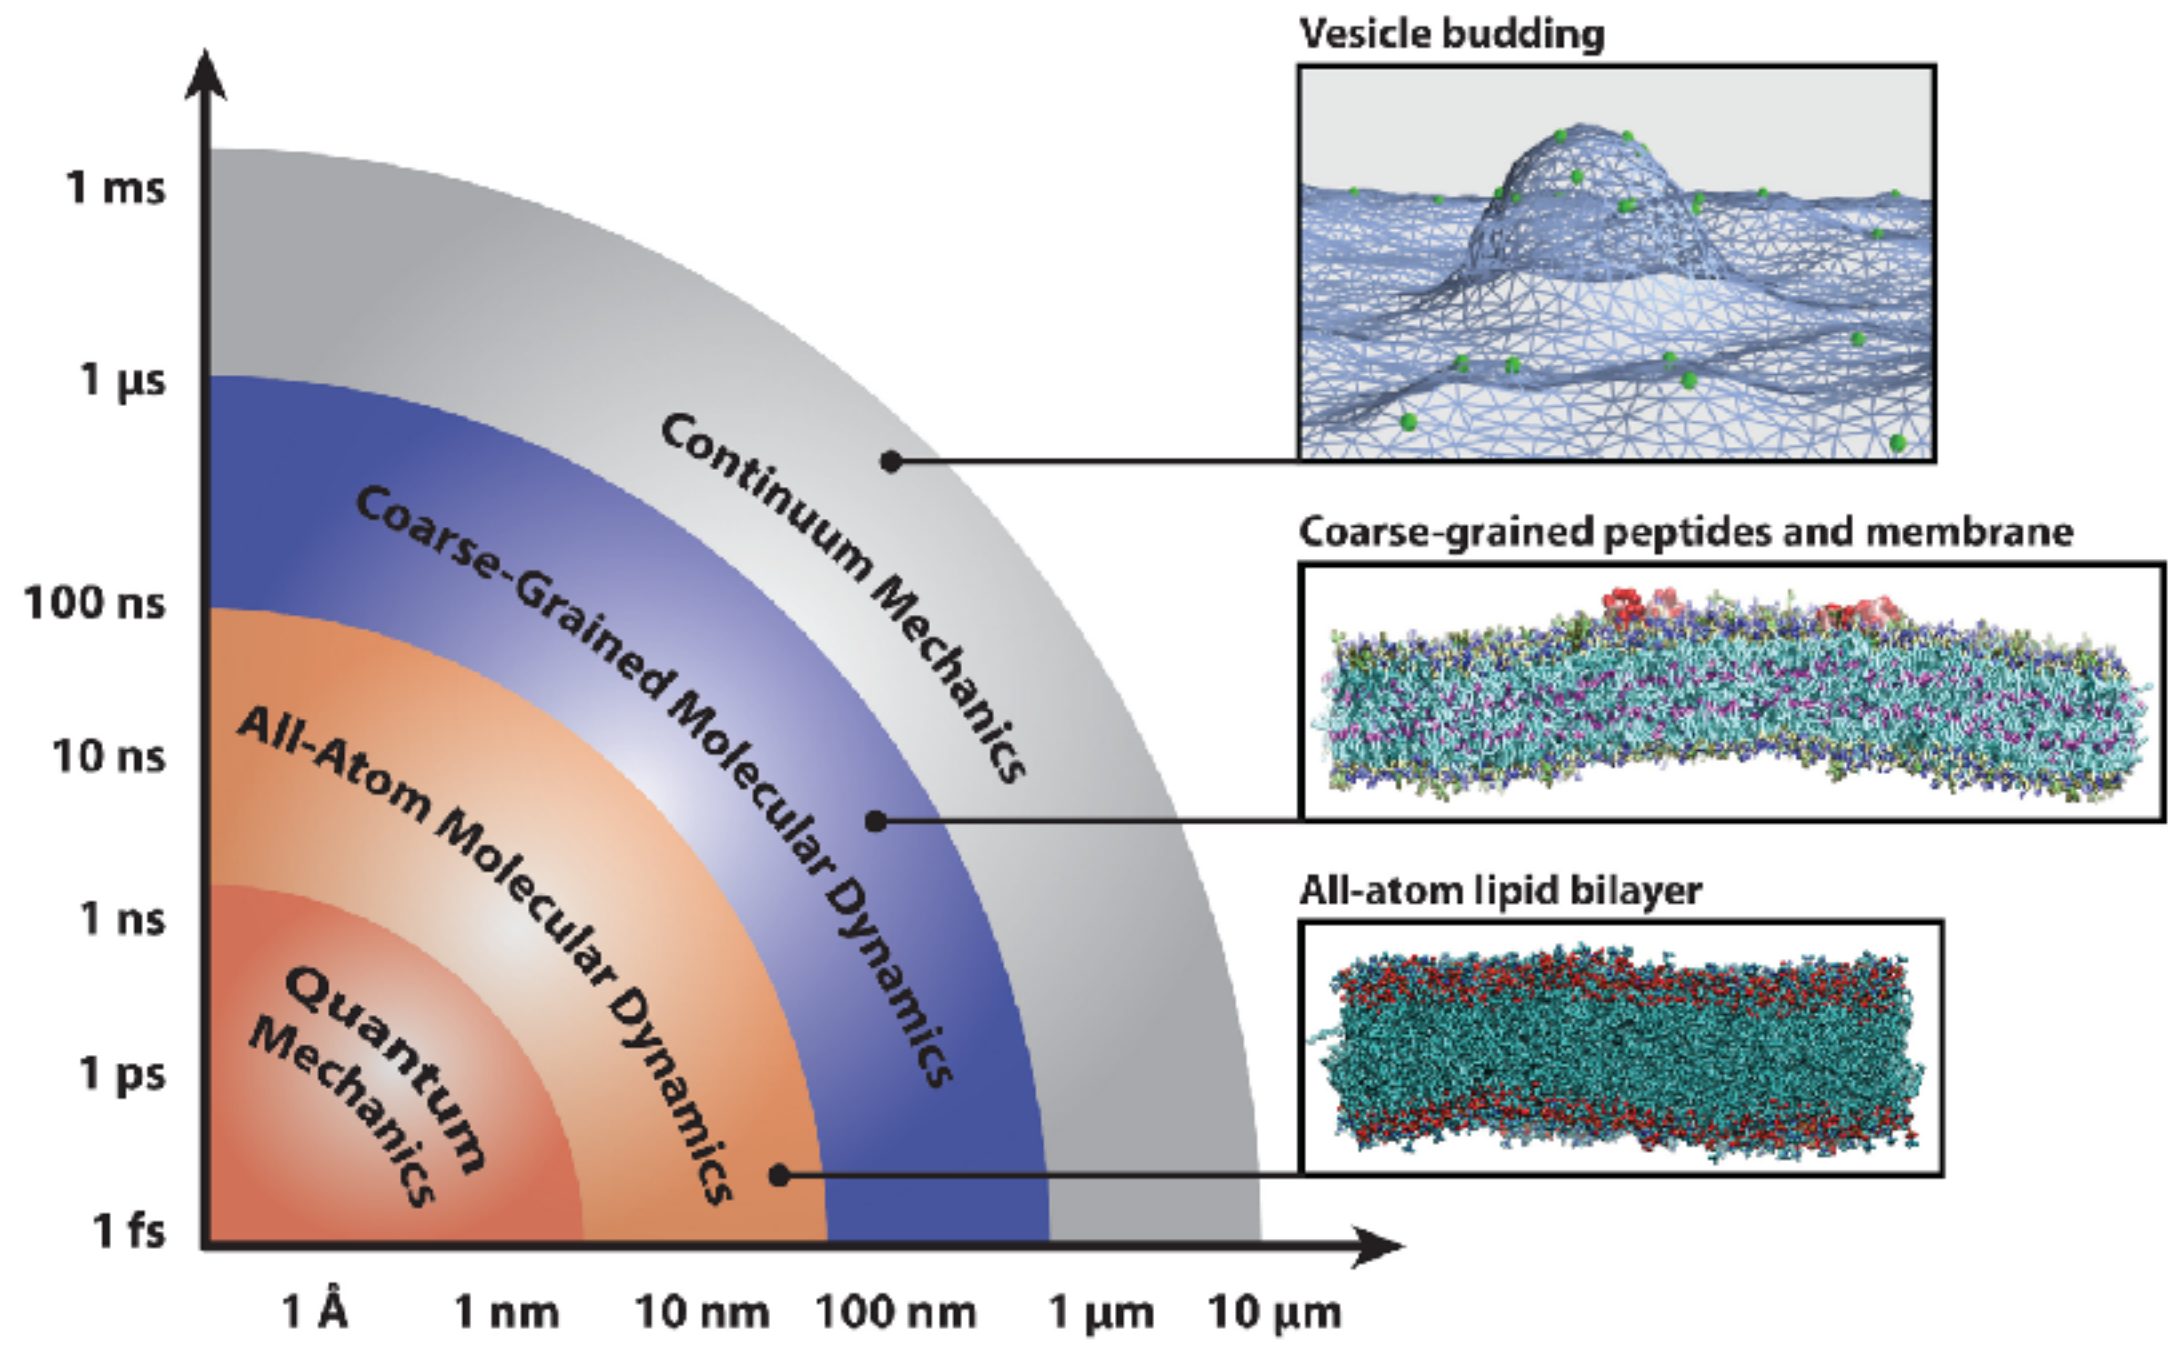 Vesicle budding
1 ms
1 µs
100 ns
10 ns
1 ns
1 ps
1 fs
Continuum Mechanics
Coarse-Grained Molecular Dynamics
All-Atom Molecular Dynamics
Quantum
Mechanics
Coarse-grained peptides and membrane
All-atom lipid bilayer
1 Å
1 nm
10 nm
100 nm
1 µm
10 µm